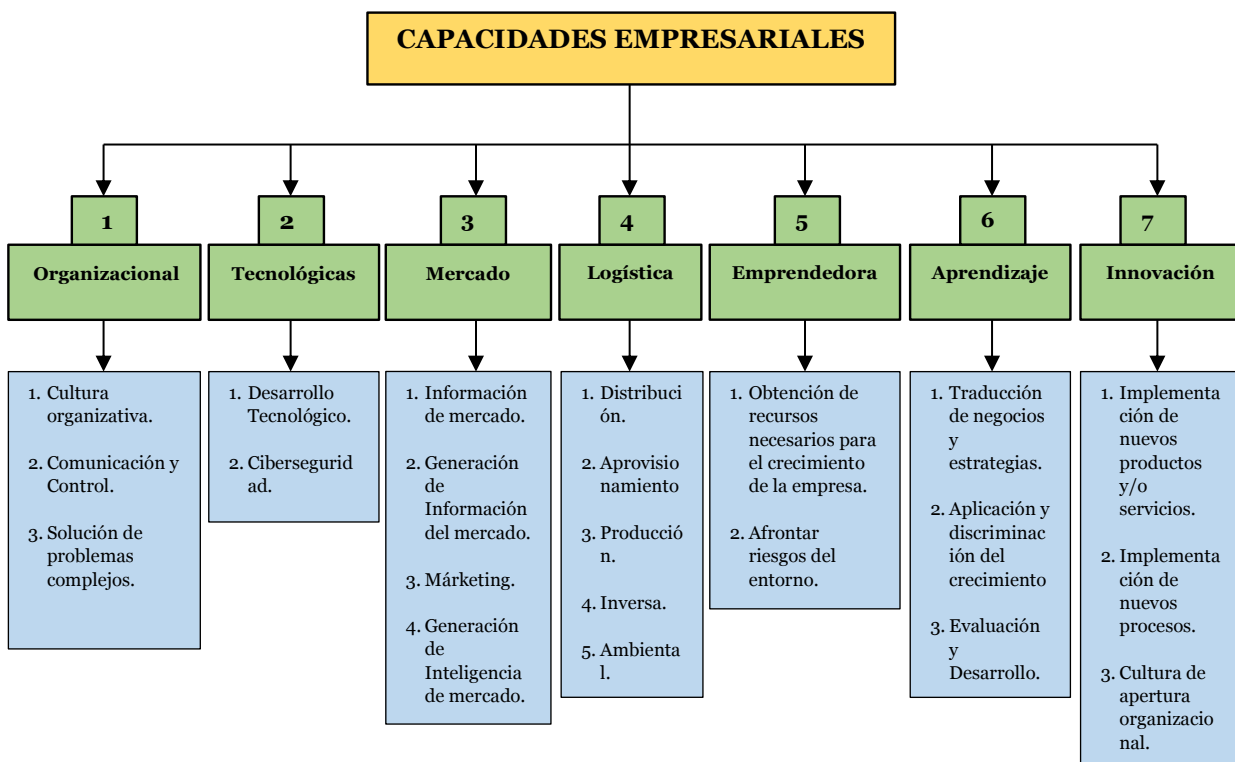 CAPACIDADES EMPRESARIALES
1
Organizacional
1. Cultura
organizativa.
2. Comunicación y
Control.
3. Solución de
problemas
complejos.
2
Tecnológicas
1. Desarrollo
Tecnológico.
2. Cibersegurid
ad.
3
Mercado
1. Información
de mercado.
2. Generación
de
Información
del mercado.
3. Márketing.
4. Generación
de
Inteligencia
de mercado.
4
Logística
1. Distribuci
ón.
2. Aprovisio
namiento
3. Producció
n.
4. Inversa.
5. Ambienta
l.
5
Emprendedora
1. Obtención de
recursos
necesarios para
el crecimiento
de la empresa.
2. Afrontar
riesgos del
entorno.
6
Aprendizaje
1. Traducción
de negocios
y
estrategias.
2. Aplicación y
discriminac
ión del
crecimiento
3. Evaluación
y
Desarrollo.
7
Innovación
1. Implementa
ción de
nuevos
productos
y/o
servicios.
2. Implementa
ción de
nuevos
procesos.
3. Cultura de
apertura
organizacio
nal.